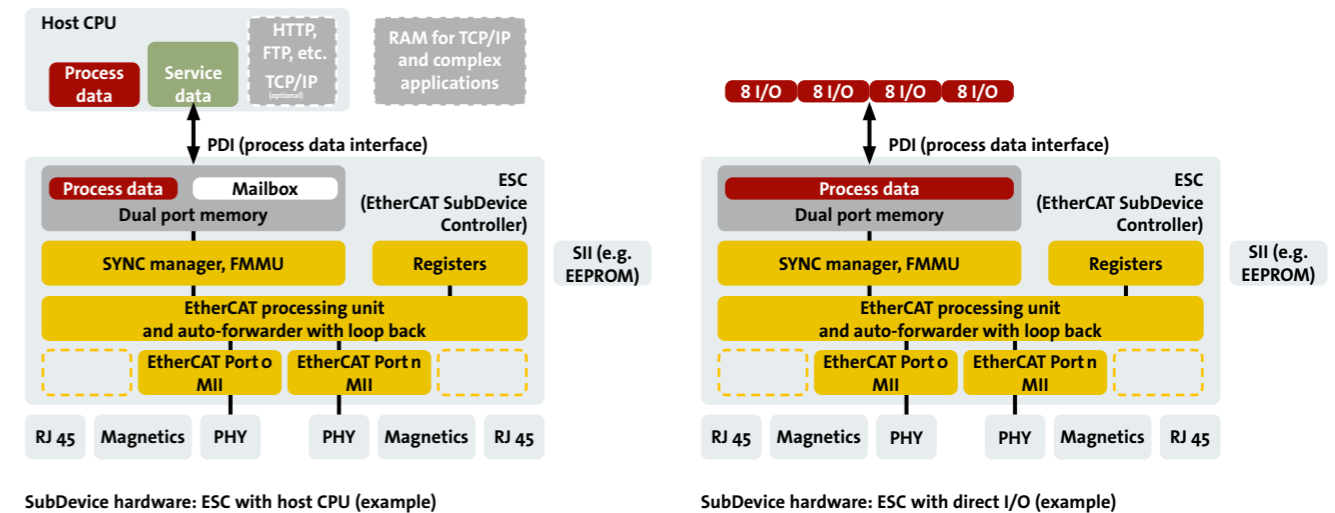 Host CPU
Process
data
Service
data
HTTP,
FTP, etc.
TCP/IP
(optional)
RAM for TCP/IP
and complex
applications
PDI (process data interface)
Process data
Mailbox
Dual port memory
ESC
(EtherCAT SubDevice
Controller)
SYNC manager, FMMU
Registers
SII (e.g.
EEPROM)
EtherCAT processing unit
and auto-forwarder with loop back
EtherCAT Port 0
MII
EtherCAT Port n
MII
RJ 45
Magnetics
PHY
PHY
Magnetics
RJ 45
SubDevice hardware: ESC with host CPU (example)
8 I/O
8 I/O
8 I/O
8 I/O
PDI (process data interface)
Process data
Dual port memory
ESC
(EtherCAT SubDevice
Controller)
SYNC manager, FMMU
Registers
SII (e.g.
EEPROM)
EtherCAT processing unit
and auto-forwarder with loop back
EtherCAT Port 0
MII
EtherCAT Port n
MII
RJ 45
Magnetics
PHY
PHY
Magnetics
RJ 45
SubDevice hardware: ESC with direct I/O (example)